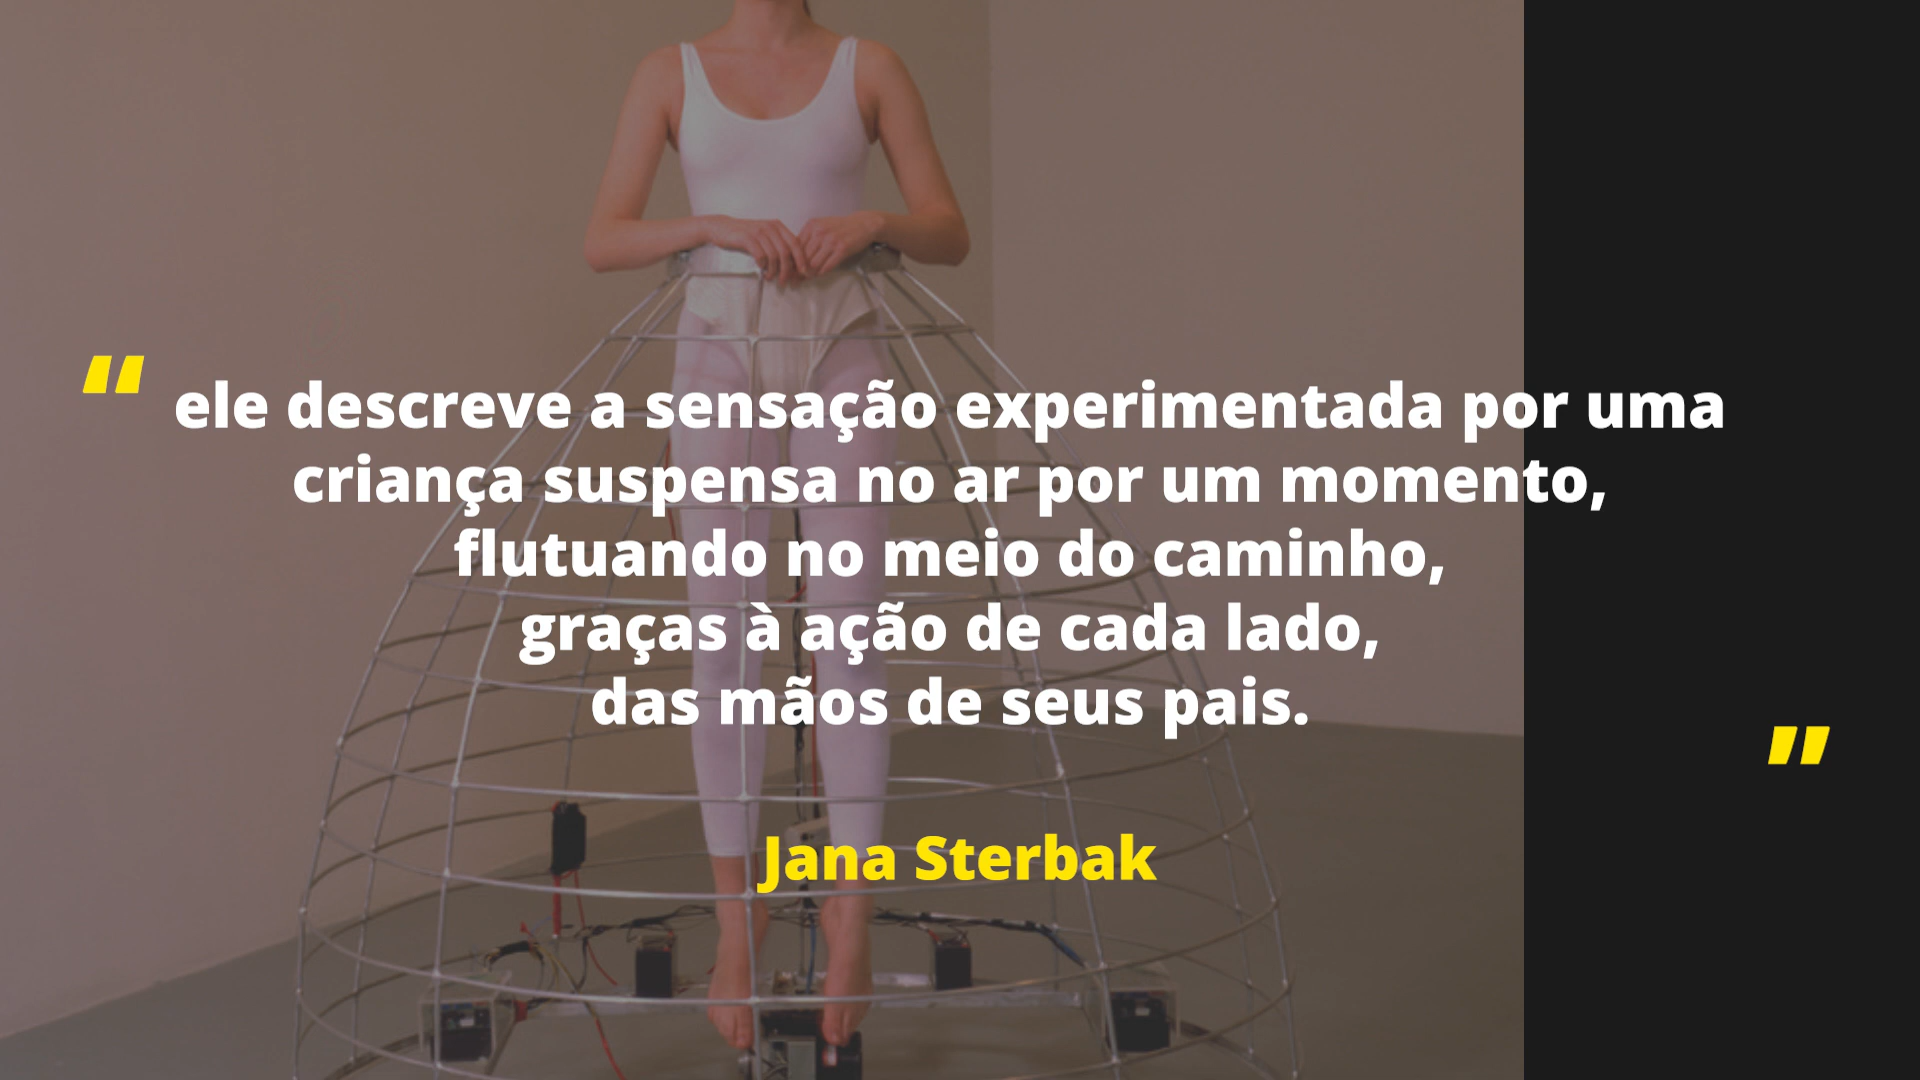 “ ele descreve a sensação experimentada por uma
criança suspensa no ar por um momento,
flutuando no meio do caminho,
graças à ação de cada lado,
das mãos de seus pais. ”
Jana Sterbak